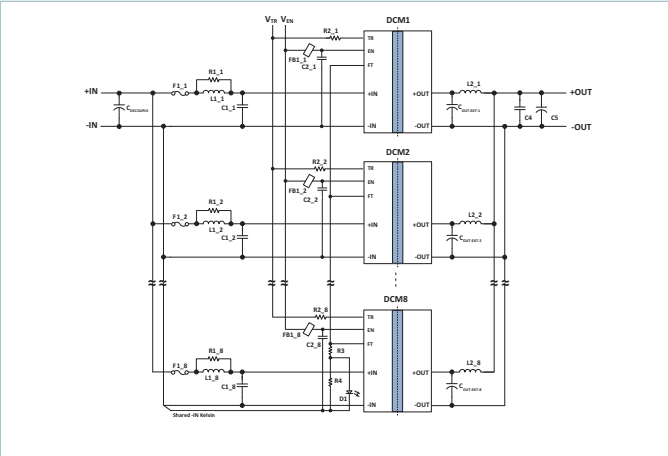 VTR VEN
DCM1
R2_1
TR
EN
FB1_1
C2_1
FT
R1_1
F1_1
L1_1
+IN
CDECOUPLE
C1_1
+IN
+OUT
L2_1
+OUT
COUT-EXT-1
C4
C5
-IN
-IN
-OUT
-OUT
DCM2
R2_2
TR
EN
FB1_2
C2_2
FT
R1_2
F1_2
L1_2
C1_2
+IN
+OUT
L2_2
COUT-EXT-2
-IN
-OUT
DCM8
R2_8
TR
EN
FB1_8
C2_8
FT
R3
R1_8
F1_8
L1_8
C1_8
R4
D1
+IN
+OUT
L2_8
COUT-EXT-8
-IN
-OUT
Shared -IN Kelvin